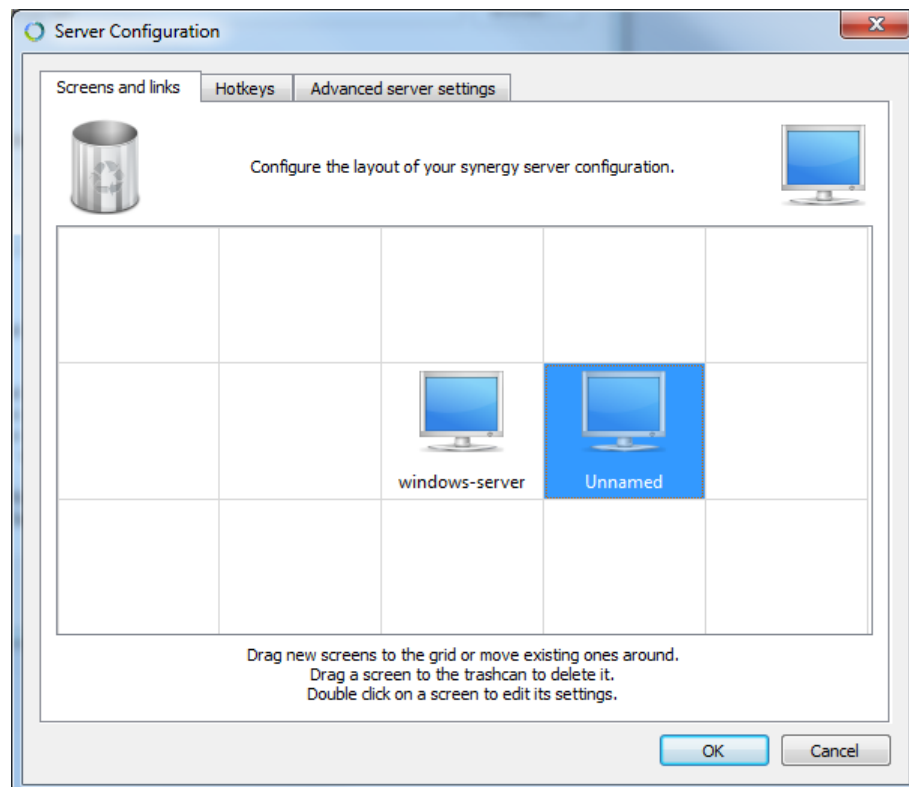 Server Configuration
Screens and links
Hotkeys
Advanced server settings
Configure the layout of your synergy server configuration.
windows-server
Unnamed
Drag new screens to the grid or move existing ones around.
Drag a screen to the trashcan to delete it.
Double click on a screen to edit its settings.
OK
Cancel